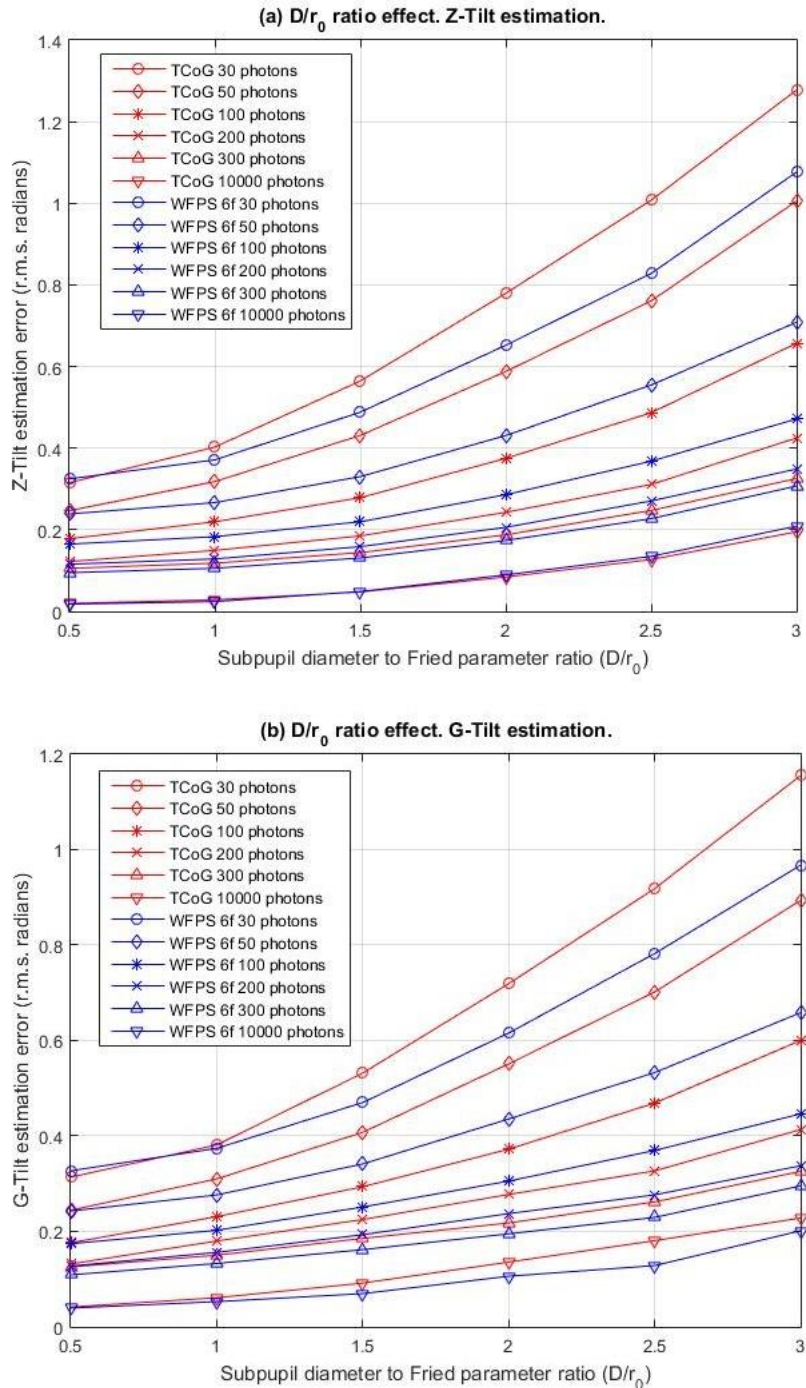 (a) D/r0 ratio effect. Z-Tilt estimation.
1.4
1.2
1
0.8
0.6
0.4
0.2
0
Z-Tilt estimation error (r.m.s. radians)
TCoG 30 photons
TCoG 50 photons
TCoG 100 photons
TCoG 200 photons
TCoG 300 photons
TCoG 10000 photons
WFPS 6f 30 photons
WFPS 6f 50 photons
WFPS 6f 100 photons
WFPS 6f 200 photons
WFPS 6f 300 photons
WFPS 6f 10000 photons
0.5 1 1.5 2 2.5 3
Subpupil diameter to Fried parameter ratio (D/r0)
(b) D/r0 ratio effect. G-Tilt estimation.
1.2
1
0.8
0.6
0.4
0.2
0
G-Tilt estimation error (r.m.s. radians)
TCoG 30 photons
TCoG 50 photons
TCoG 100 photons
TCoG 200 photons
TCoG 300 photons
TCoG 10000 photons
WFPS 6f 30 photons
WFPS 6f 50 photons
WFPS 6f 100 photons
WFPS 6f 200 photons
WFPS 6f 300 photons
WFPS 6f 10000 photons
0.5 1 1.5 2 2.5 3
Subpupil diameter to Fried parameter ratio (D/r0)